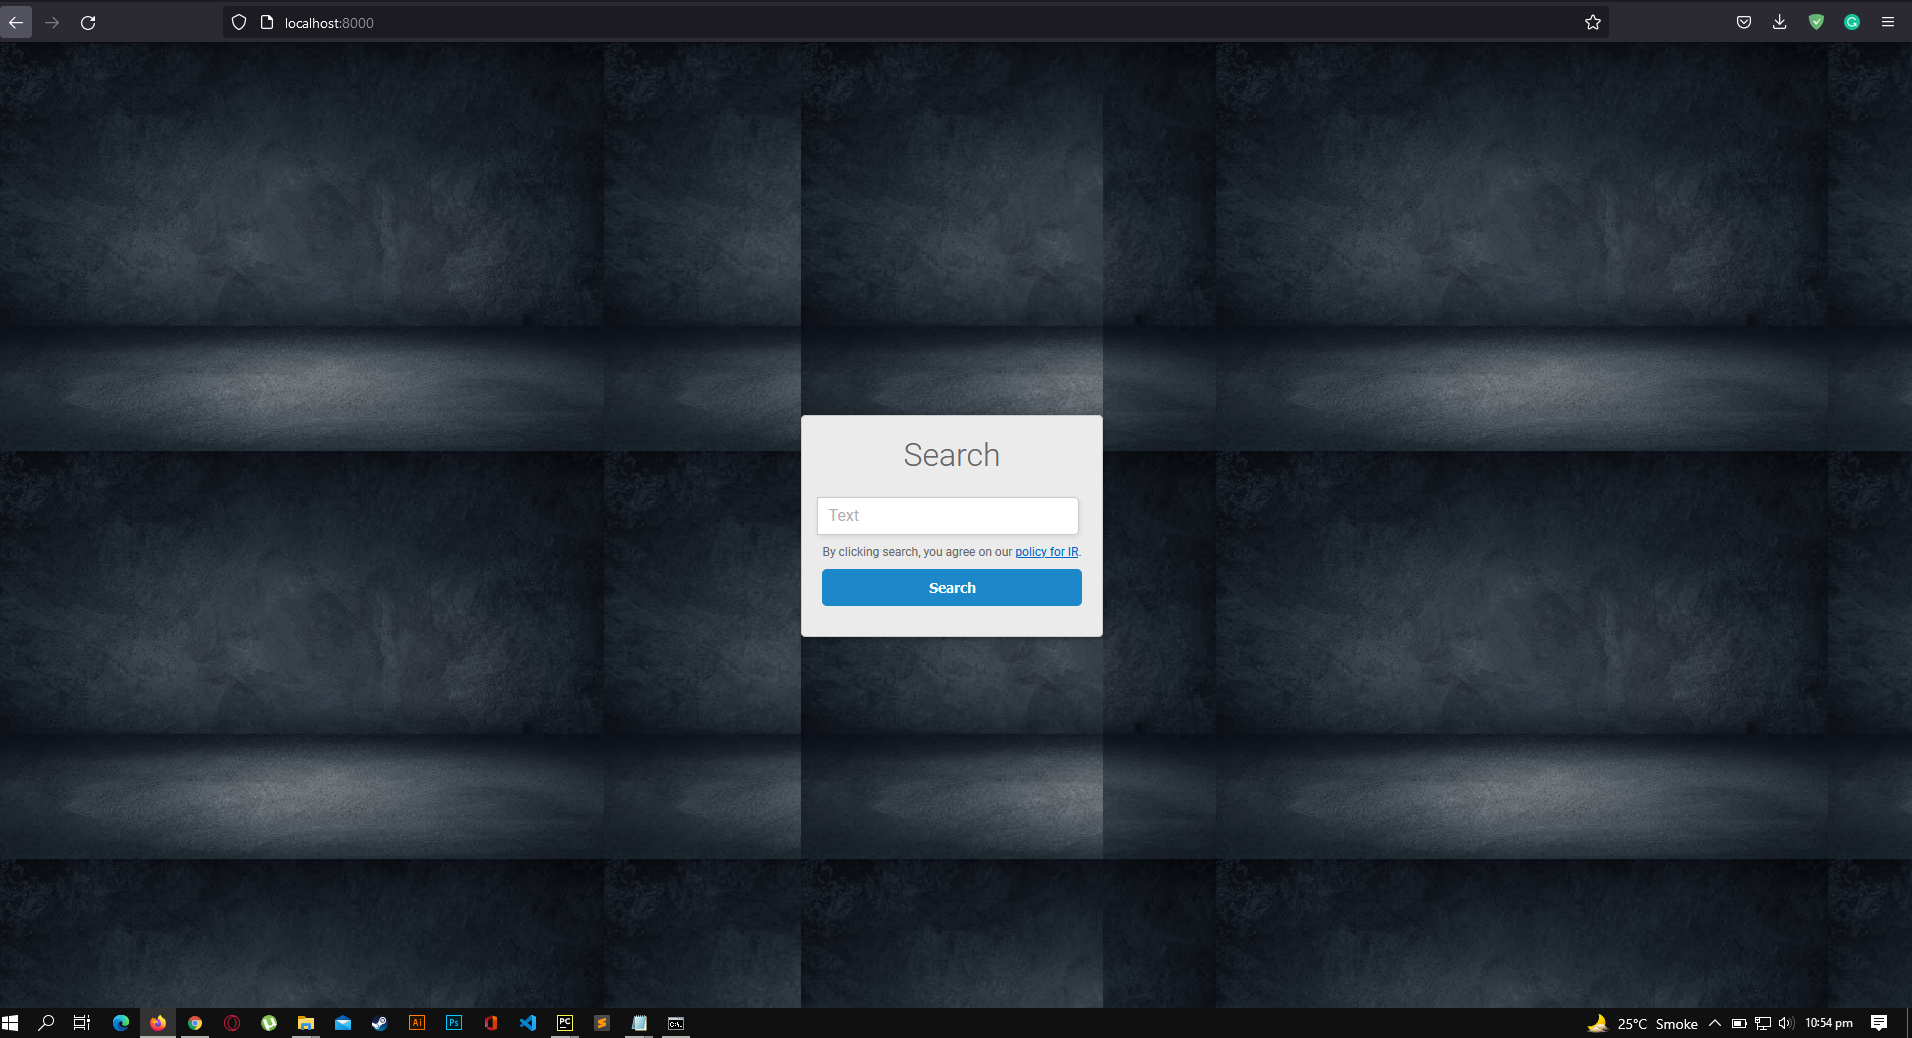 localhost:8000
Search
Text
By clicking search, you agree on our policy for IR.
Search
Ai
Ps
PC
C:\.
25°C Smoke
10:54 pm